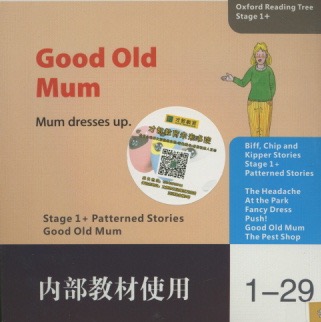 Oxford Reading Tree
Stage 1+
Good Old
Mum
Mum dresses up.
Biff, Chip and
Kipper Stories
Stage 1+
Patterned Stories
The Headache
At the Park
Fancy Dress
Push!
Good Old Mum
The Pest Shop
Stage 1+ Patterned Stories
Good Old Mum
内部教材使用
1-29